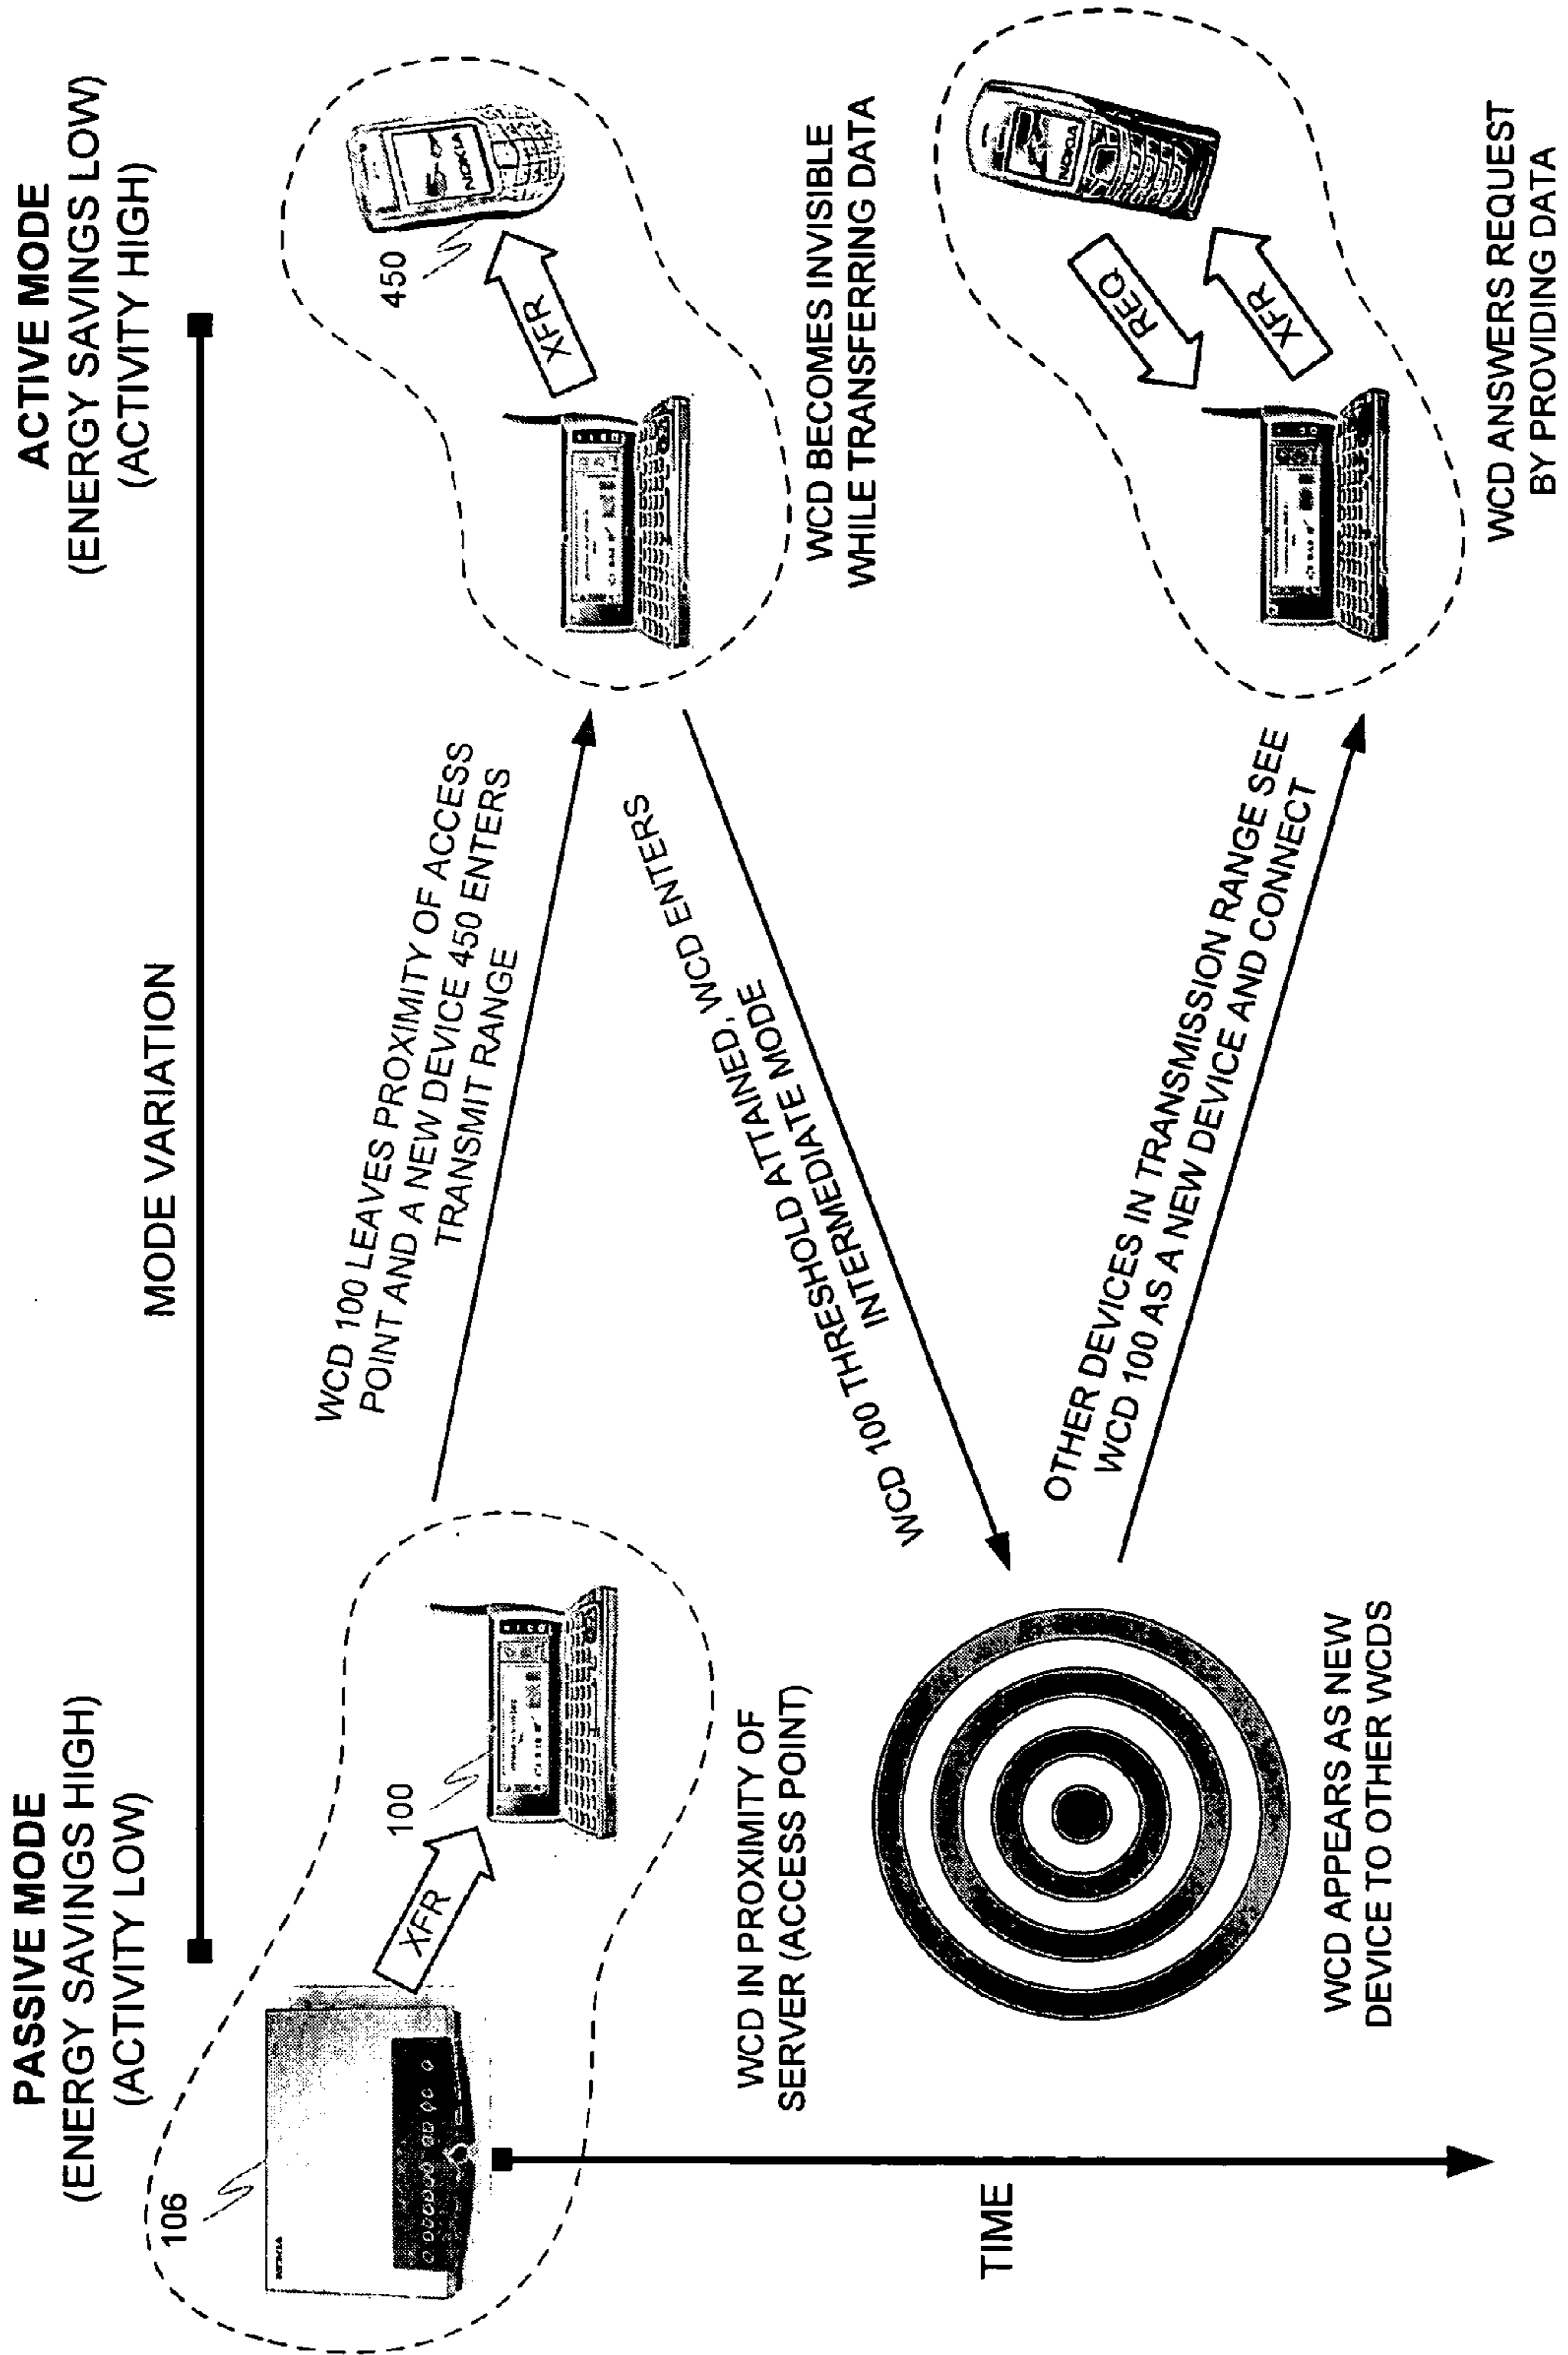 PASSIVE MODE
(ENERGY SAVINGS HIGH)
(ACTIVITY LOW)
MODE VARIATION
ACTIVE MODE
(ENERGY SAVINGS LOW)
(ACTIVITY HIGH)
106
NOKIA
XFR
100
WCD IN PROXIMITY OF
SERVER (ACCESS POINT)
WCD 100 LEAVES PROXIMITY OF ACCESS
POINT AND A NEW DEVICE 450 ENTERS
TRANSMIT RANGE
XFR
450
NOKIA
WCD BECOMES INVISIBLE
WHILE TRANSFERRING DATA
WCD 100 THRESHOLD ATTAINED, WCD ENTERS
INTERMEDIATE MODE
TIME
WCD APPEARS AS NEW
DEVICE TO OTHER WCDS
OTHER DEVICES IN TRANSMISSION RANGE SEE
WCD 100 AS A NEW DEVICE AND CONNECT
REQ
XFR
NOKIA
WCD ANSWERS REQUEST
BY PROVIDING DATA